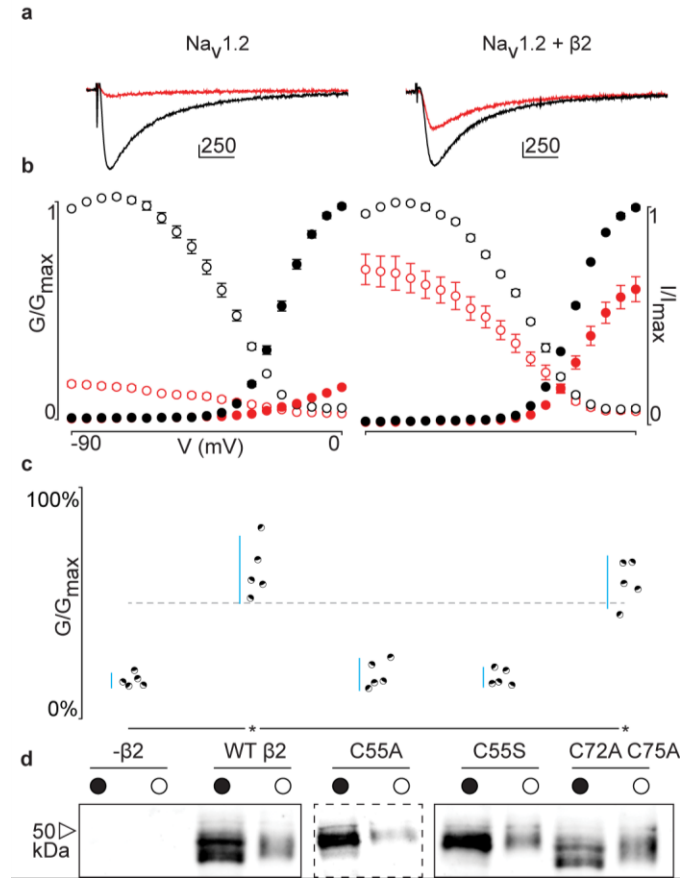 a
Nav1.2
Nav1.2 + β2
250
250
b
1
G/Gmax
0
-90
V (mV)
0
1
I/Imax
0
c
100%
G/Gmax
0%
*
*
d
-β2
WT β2
C55A
C55S
C72A C75A
50
kDa